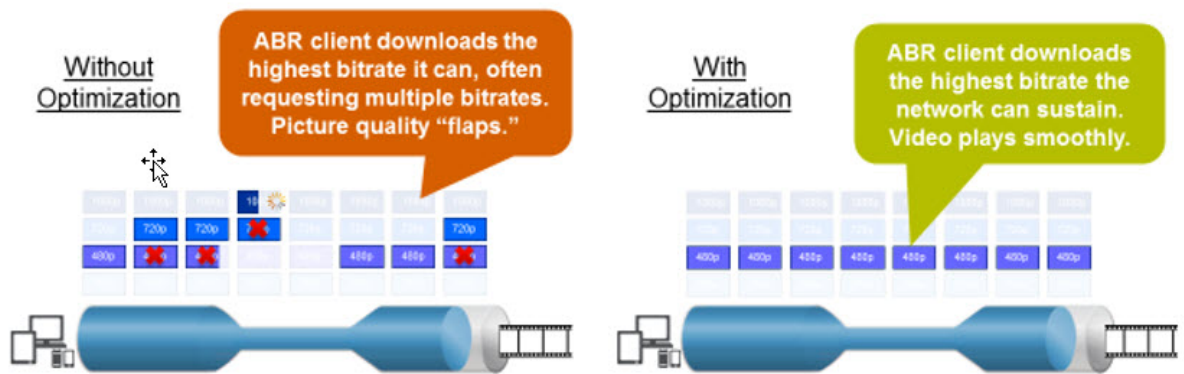 Without
Optimization
ABR client downloads the
highest bitrate it can, often
requesting multiple bitrates.
Picture quality “flaps.”
720p 720p 720p
480p 480p 480p
With
Optimization
ABR client downloads
the highest bitrate the
network can sustain.
Video plays smoothly.
480p 480p 480p 480p 480p 480p 480p 480p